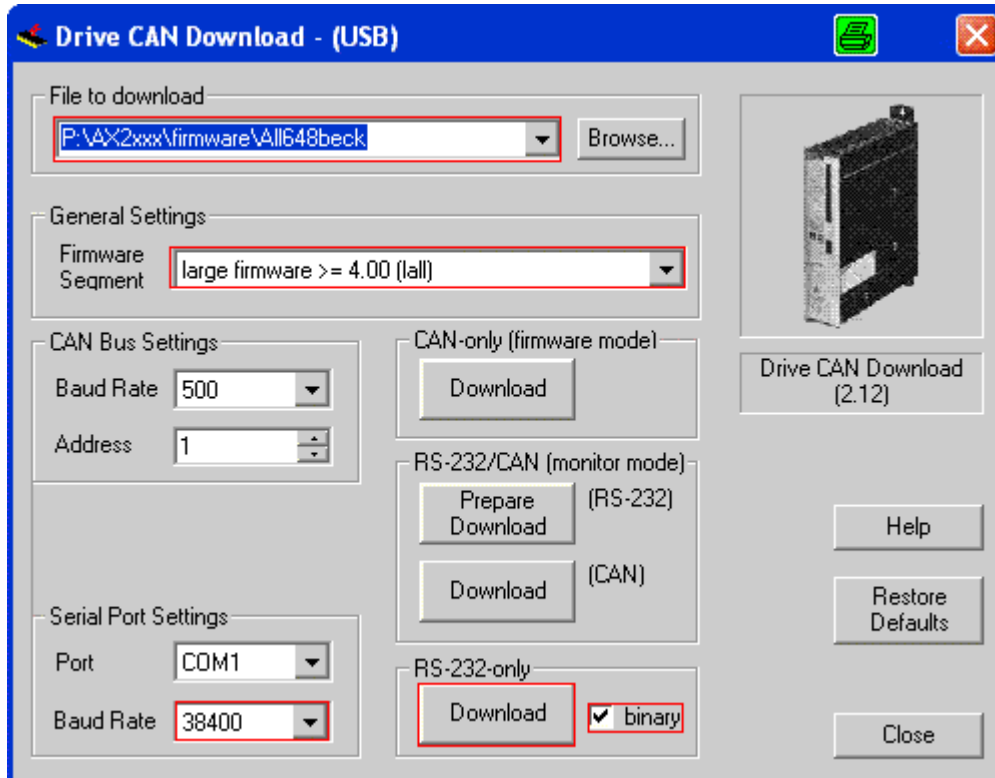 Drive CAN Download - (USB)
File to download
P:\AX2xxx\firmware\All648beck
Browse...
General Settings
Firmware
Segment
large firmware >= 4.00 (lall)
CAN Bus Settings
Baud Rate
500
Address
1
CAN-only (firmware mode)
Download
RS-232/CAN (monitor mode)
Prepare
Download
(RS-232)
Download
(CAN)
Serial Port Settings
Port
COM1
Baud Rate
38400
RS-232-only
Download
binary
Drive CAN Download
(2.12)
Help
Restore
Defaults
Close